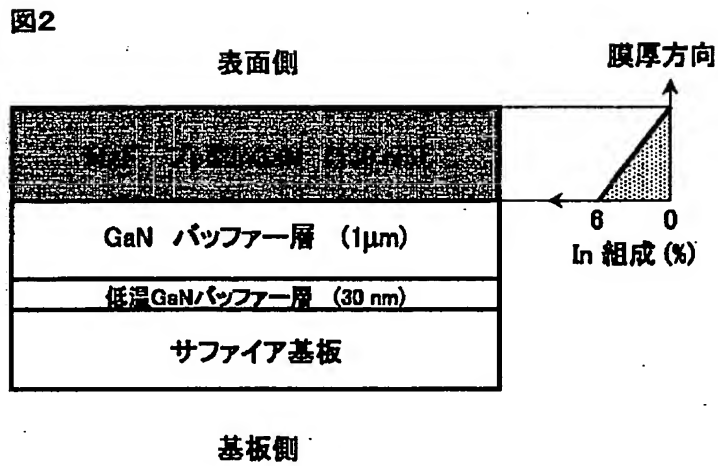 図2
表面側
膜厚方向
GaN バッファー層 (1μm)
6 0
In 組成 (%)
低温GaNバッファー層 (30 nm)
サファイア基板
基板側